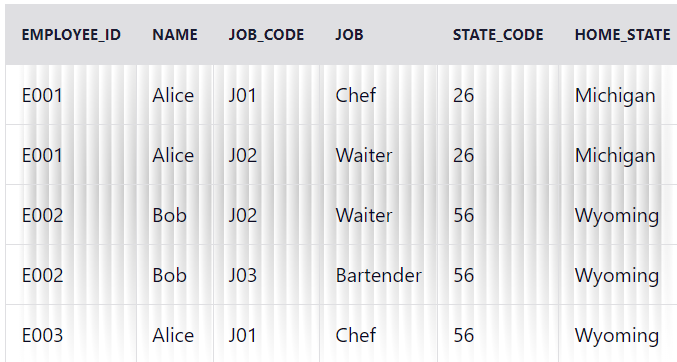 EMPLOYEE_ID NAME JOB_CODE JOB STATE_CODE HOME_STATE
E001 Alice J01 Chef 26 Michigan
E001 Alice J02 Waiter 26 Michigan
E002 Bob J02 Waiter 56 Wyoming
E002 Bob J03 Bartender 56 Wyoming
E003 Alice J01 Chef 56 Wyoming